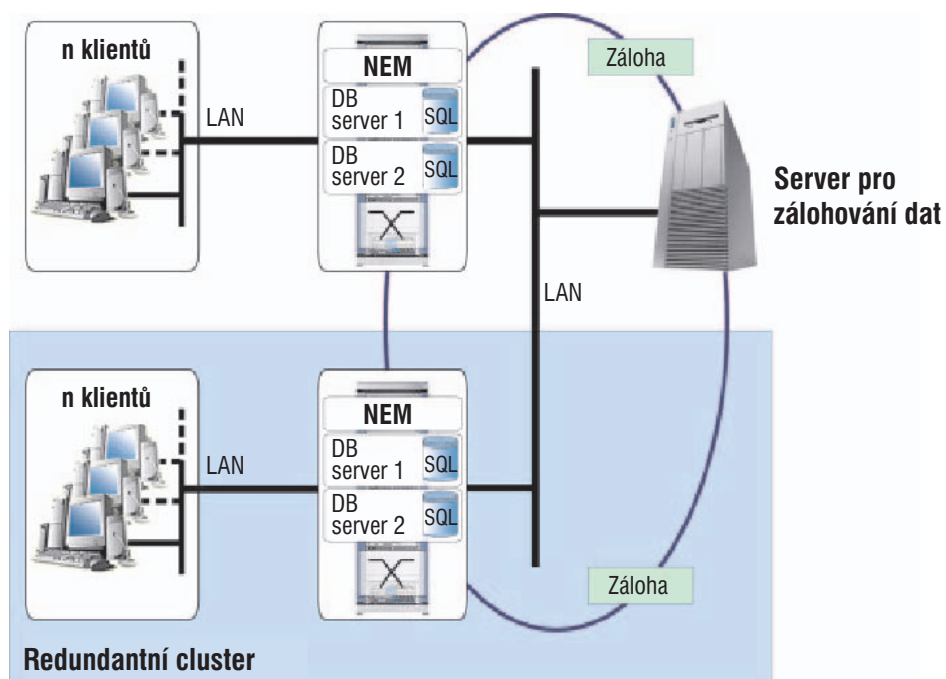 n klientů
LAN
NEM
DB
server 1
SQL
DB
server 2
SQL
Záloha
Server pro
zálohování dat
LAN
n klientů
LAN
NEM
DB
server 1
SQL
DB
server 2
SQL
Záloha
Redundantní cluster